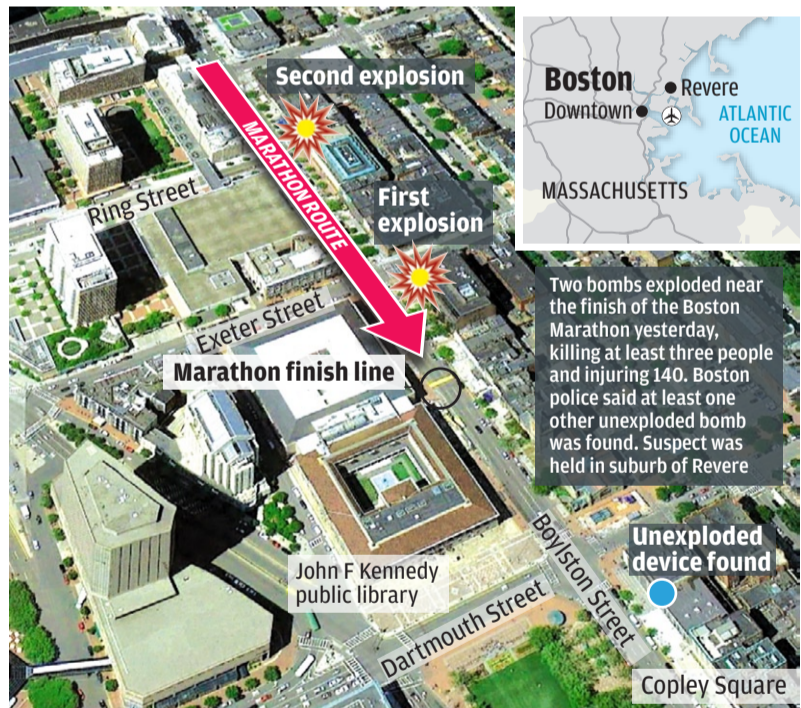 Second explosion
MARATHON ROUTE
Ring Street
First
explosion
Exeter Street
Marathon finish line
John F Kennedy
public library
Dartmouth Street
Boylston Street
Unexploded
device found
Copley Square
Boston
Downtown
Revere
ATLANTIC
OCEAN
MASSACHUSETTS
Two bombs exploded near
the finish of the Boston
Marathon yesterday,
killing at least three people
and injuring 140. Boston
police said at least one
other unexploded bomb
was found. Suspect was
held in suburb of Revere